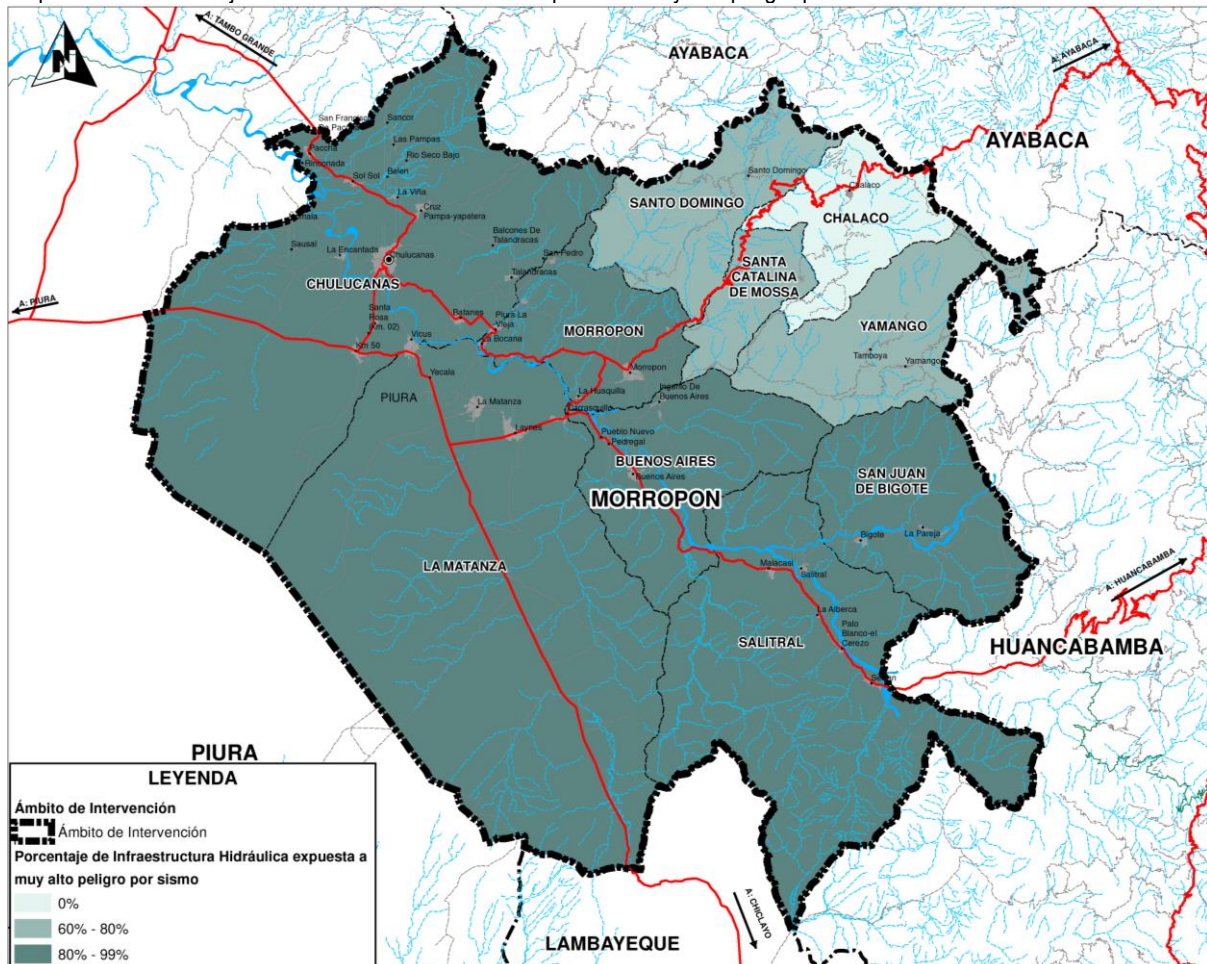 A: TAMBO GRANDE
N
AYABACA
A: AYABACA
AYABACA
San Francisco
De Paccha
Paccha
Rinconada
Sancor
Las Pampas
Rio Seco Bajo
Belen
Sol Sol
La Viña
Cruz
Pampa-yapatera
Santo Domingo
SANTO DOMINGO
Chalaco
CHALACO
Sausal
La Encantada
Chulucanas
CHULUCANAS
Balcones De
Talandracas
San Pedro
Talandracas
SANTA
CATALINA
DE MOSSA
A: PIURA
Santa
Rosa
(Km. 02)
Km 50
Vicus
Batanes
Piura La
Vieja
La Bocana
MORROPON
YAMANGO
Tamboya
Yamango
Yecala
PIURA
La Matanza
Laynes
Morropon
La Huaquilla
Carrasquillo
Ingenio De
Buenos Aires
Pueblo Nuevo
Pedregal
BUENOS AIRES
Buenos Aires
MORROPON
SAN JUAN
DE BIGOTE
Bigote
La Pareja
LA MATANZA
Malacasi
Salitral
La Alberca
Palo
Blanco-el
Cerezo
SALITRAL
A: HUANCABAMBA
HUANCABAMBA
PIURA
A: CHICLAYO
LAMBAYEQUE
LEYENDA
Ámbito de Intervención
Ámbito de Intervención
Porcentaje de Infraestructura Hidráulica expuesta a
muy alto peligro por sismo
0%
60% - 80%
80% - 99%